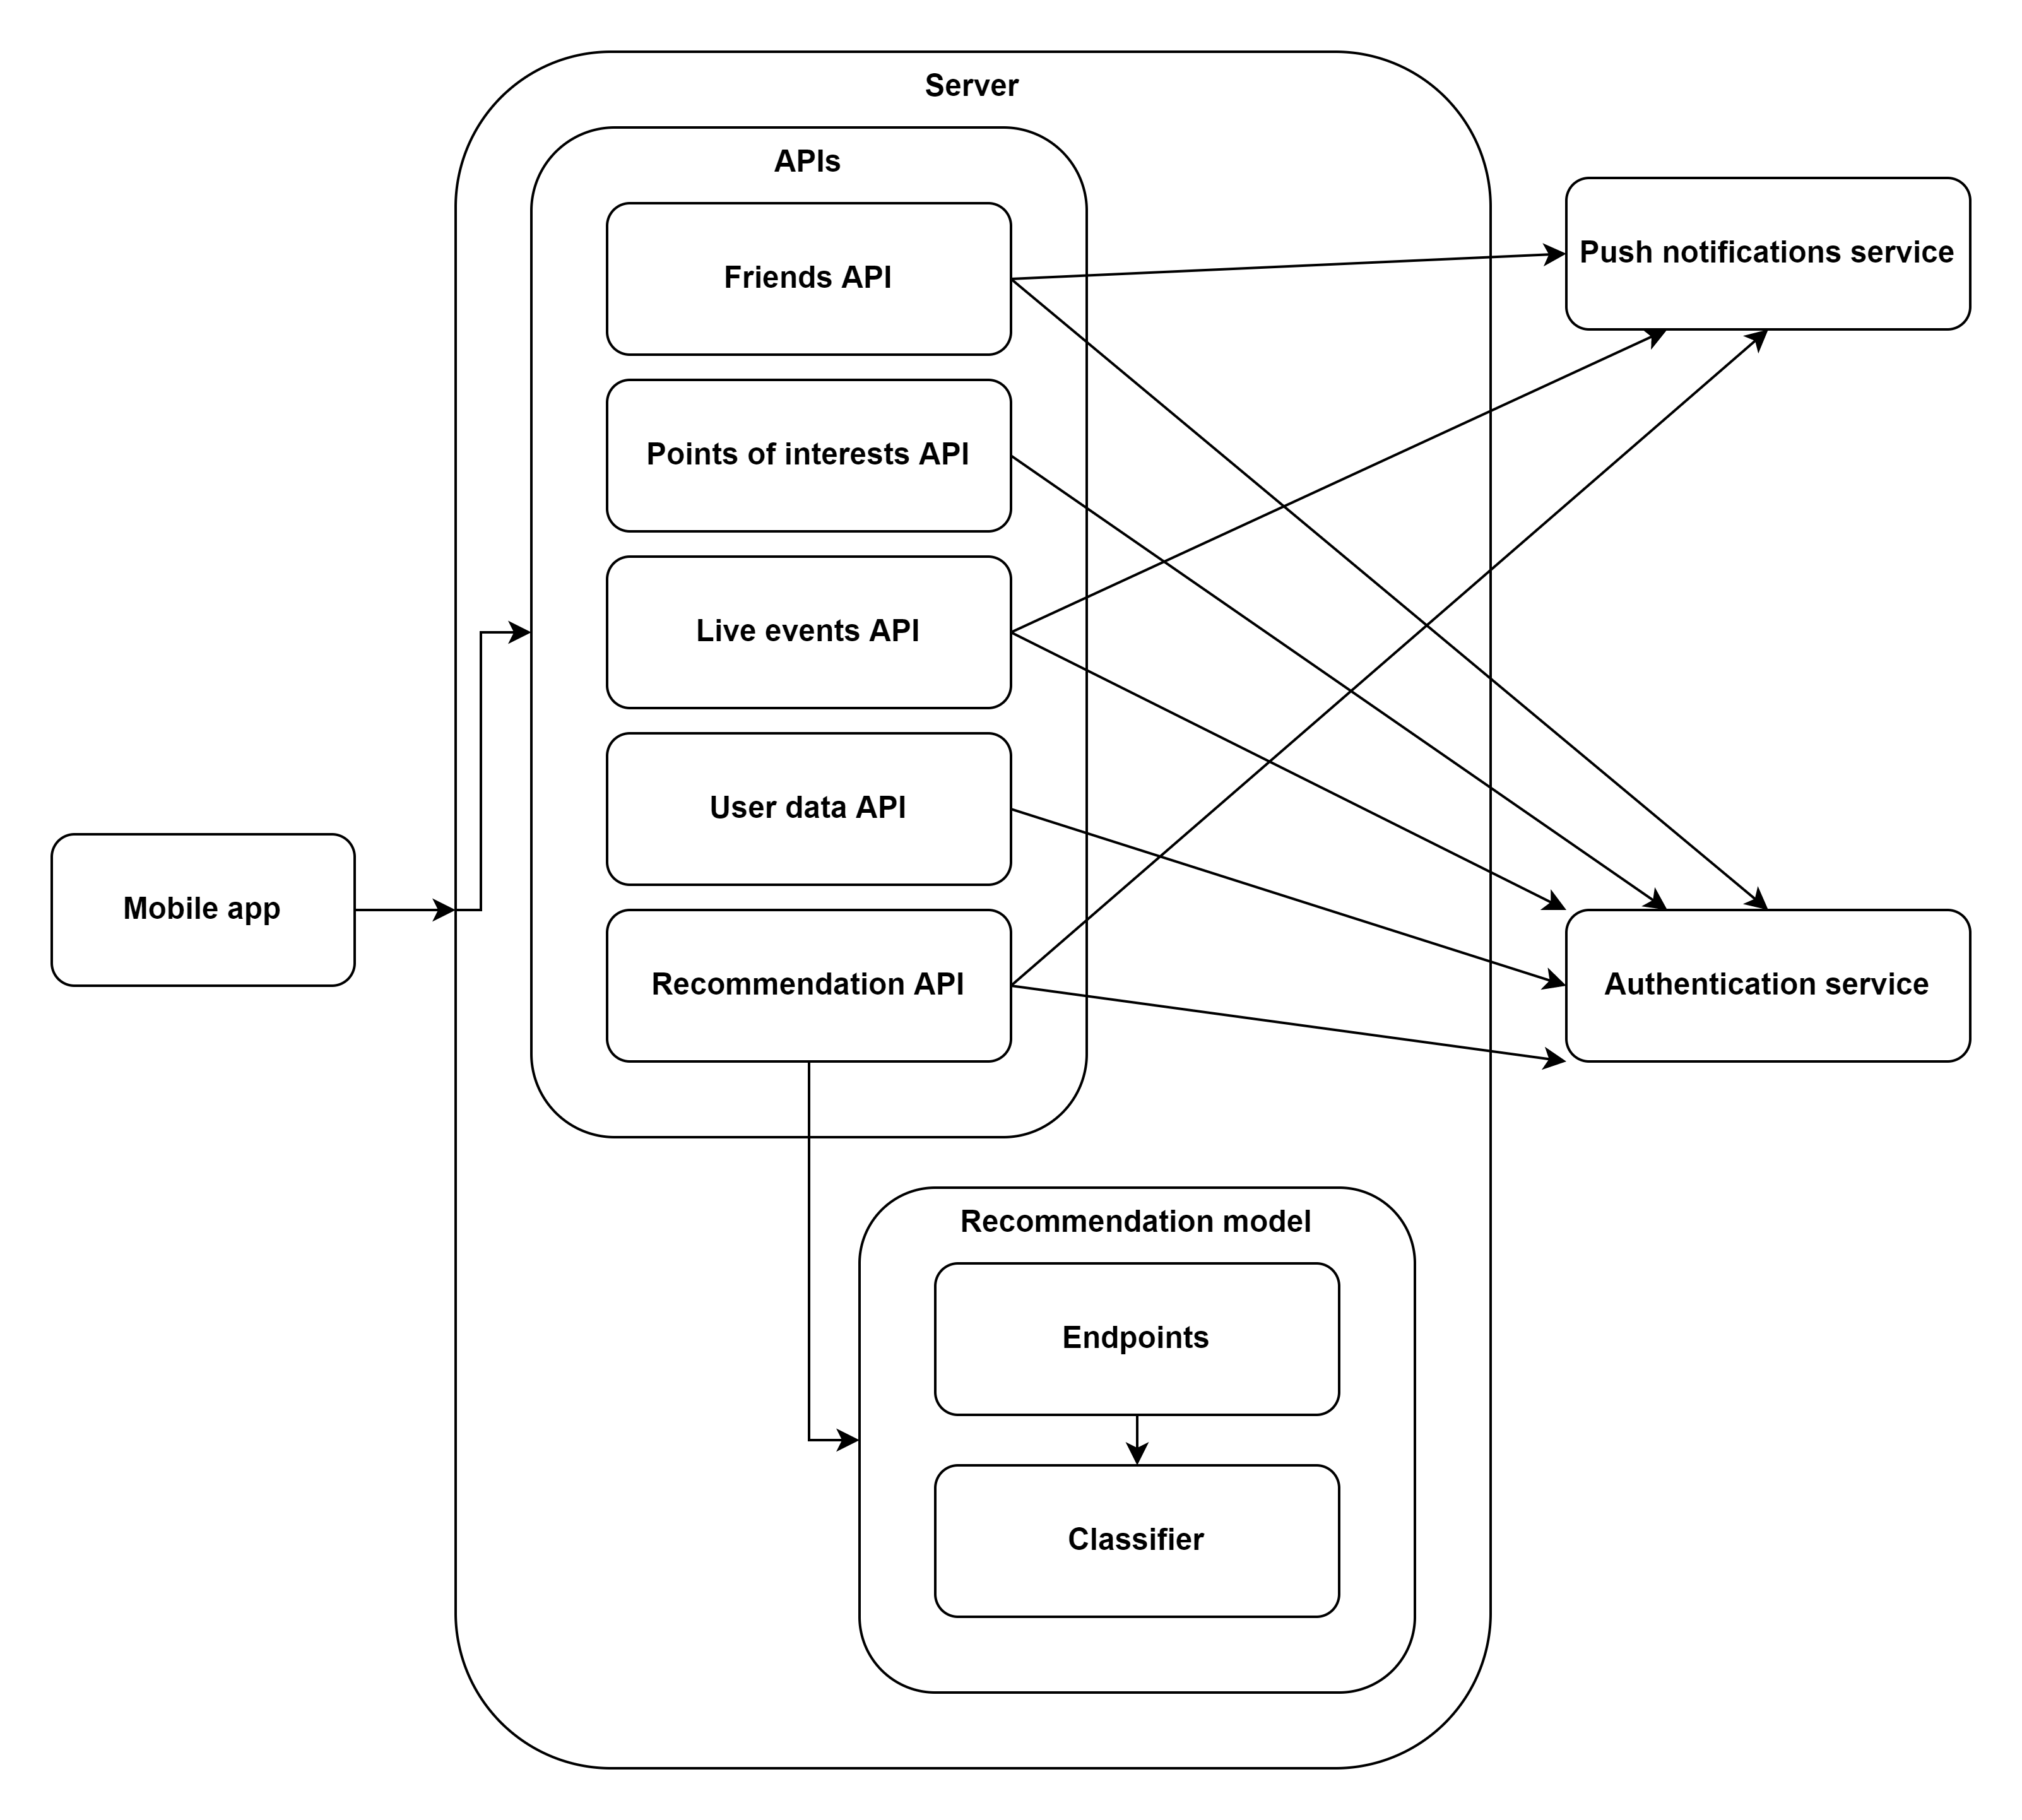 Server
APIs
Friends API
Points of interests API
Live events API
User data API
Recommendation API
Mobile app
Push notifications service
Authentication service
Recommendation model
Endpoints
Classifier